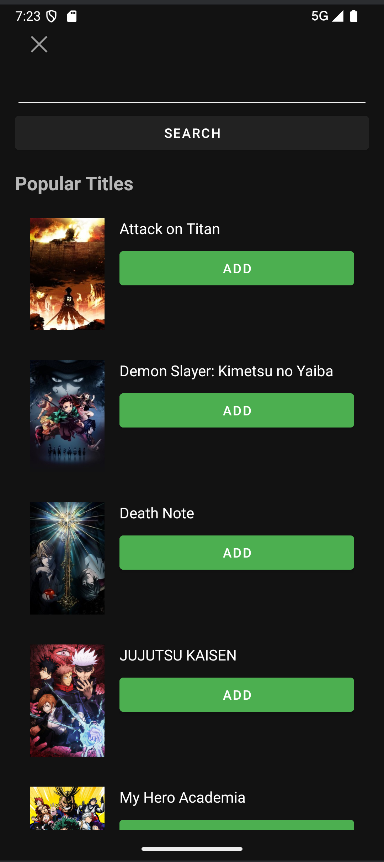 7:23
5G
SEARCH
Popular Titles
Attack on Titan
ADD
Demon Slayer: Kimetsu no Yaiba
ADD
Death Note
ADD
JUJUTSU KAISEN
ADD
My Hero Academia